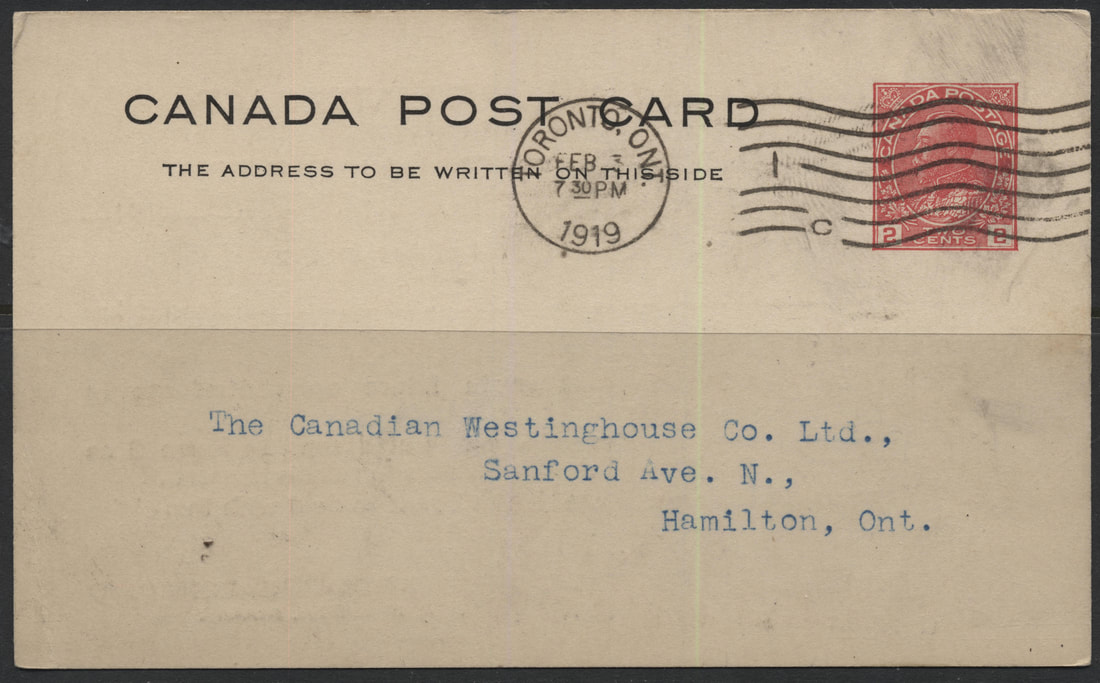 CANADA POST CARD
THE ADDRESS TO BE WRITTEN ON THIS SIDE
TORONTO, ONT.
FEB 3
7 30 PM
1919
1
C
CANADA POSTAGE
2 TWO CENTS 2
The Canadian Westinghouse Co. Ltd.,
Sanford Ave. N.,
Hamilton, Ont.